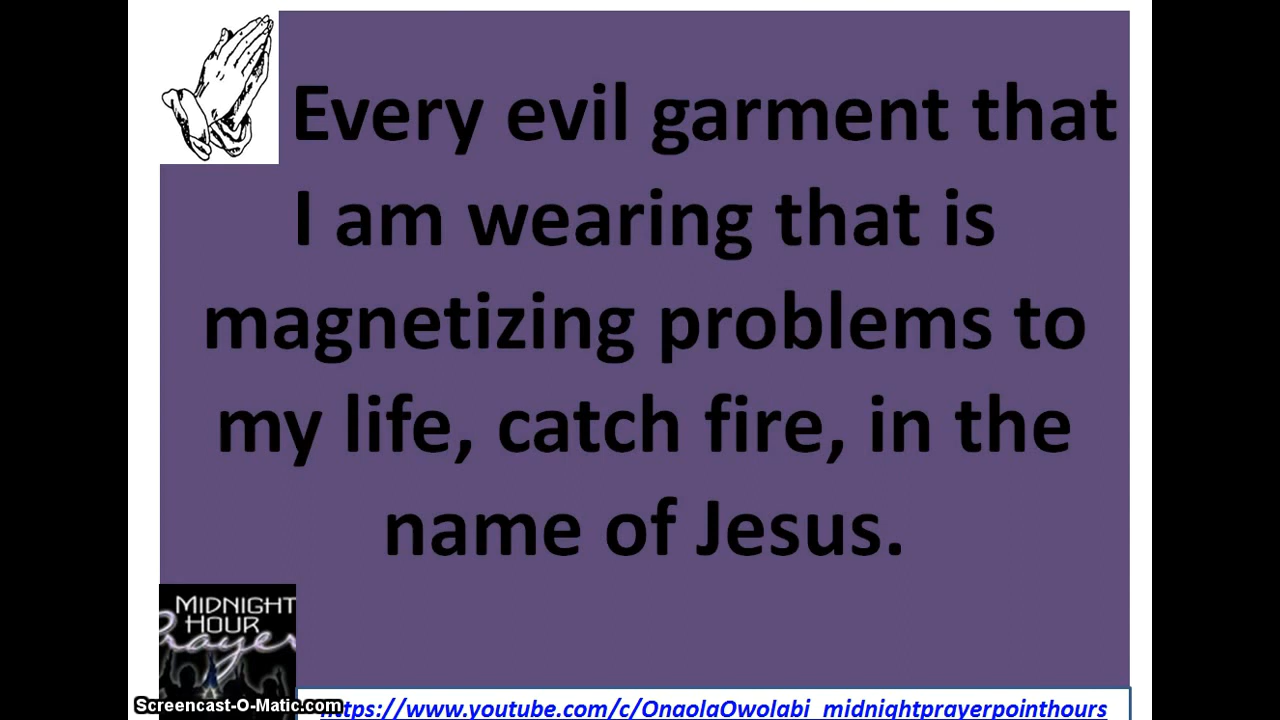 Every evil garment that
I am wearing that is
magnetizing problems to
my life, catch fire, in the
name of Jesus.
MIDNIGHT
HOUR
Prayer
Screencast-O-Matic.com
https://www.youtube.com/c/OnaolaOwolabi_midnightprayerpointhours